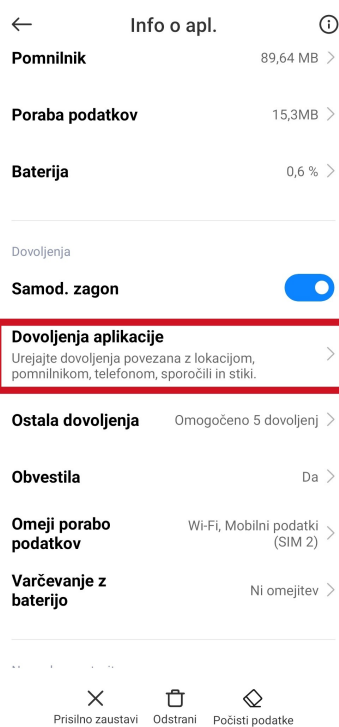 Info o apl.
Pomnilnik 89,64 MB
Poraba podatkov 15,3MB
Baterija 0,6 %
Dovoljenja
Samod. zagon
Dovoljenja aplikacije
Urejajte dovoljenja povezana z lokacijom,
pomnilnikom, telefonom, sporočili in stiki.
Ostala dovoljenja Omogočeno 5 dovoljenj
Obvestila Da
Omeji porabo
podatkov
Wi-Fi, Mobilni podatki
(SIM 2)
Varčevanje z
baterijo
Ni omejitev
Prisilno zaustavi Odstrani Počisti podatke